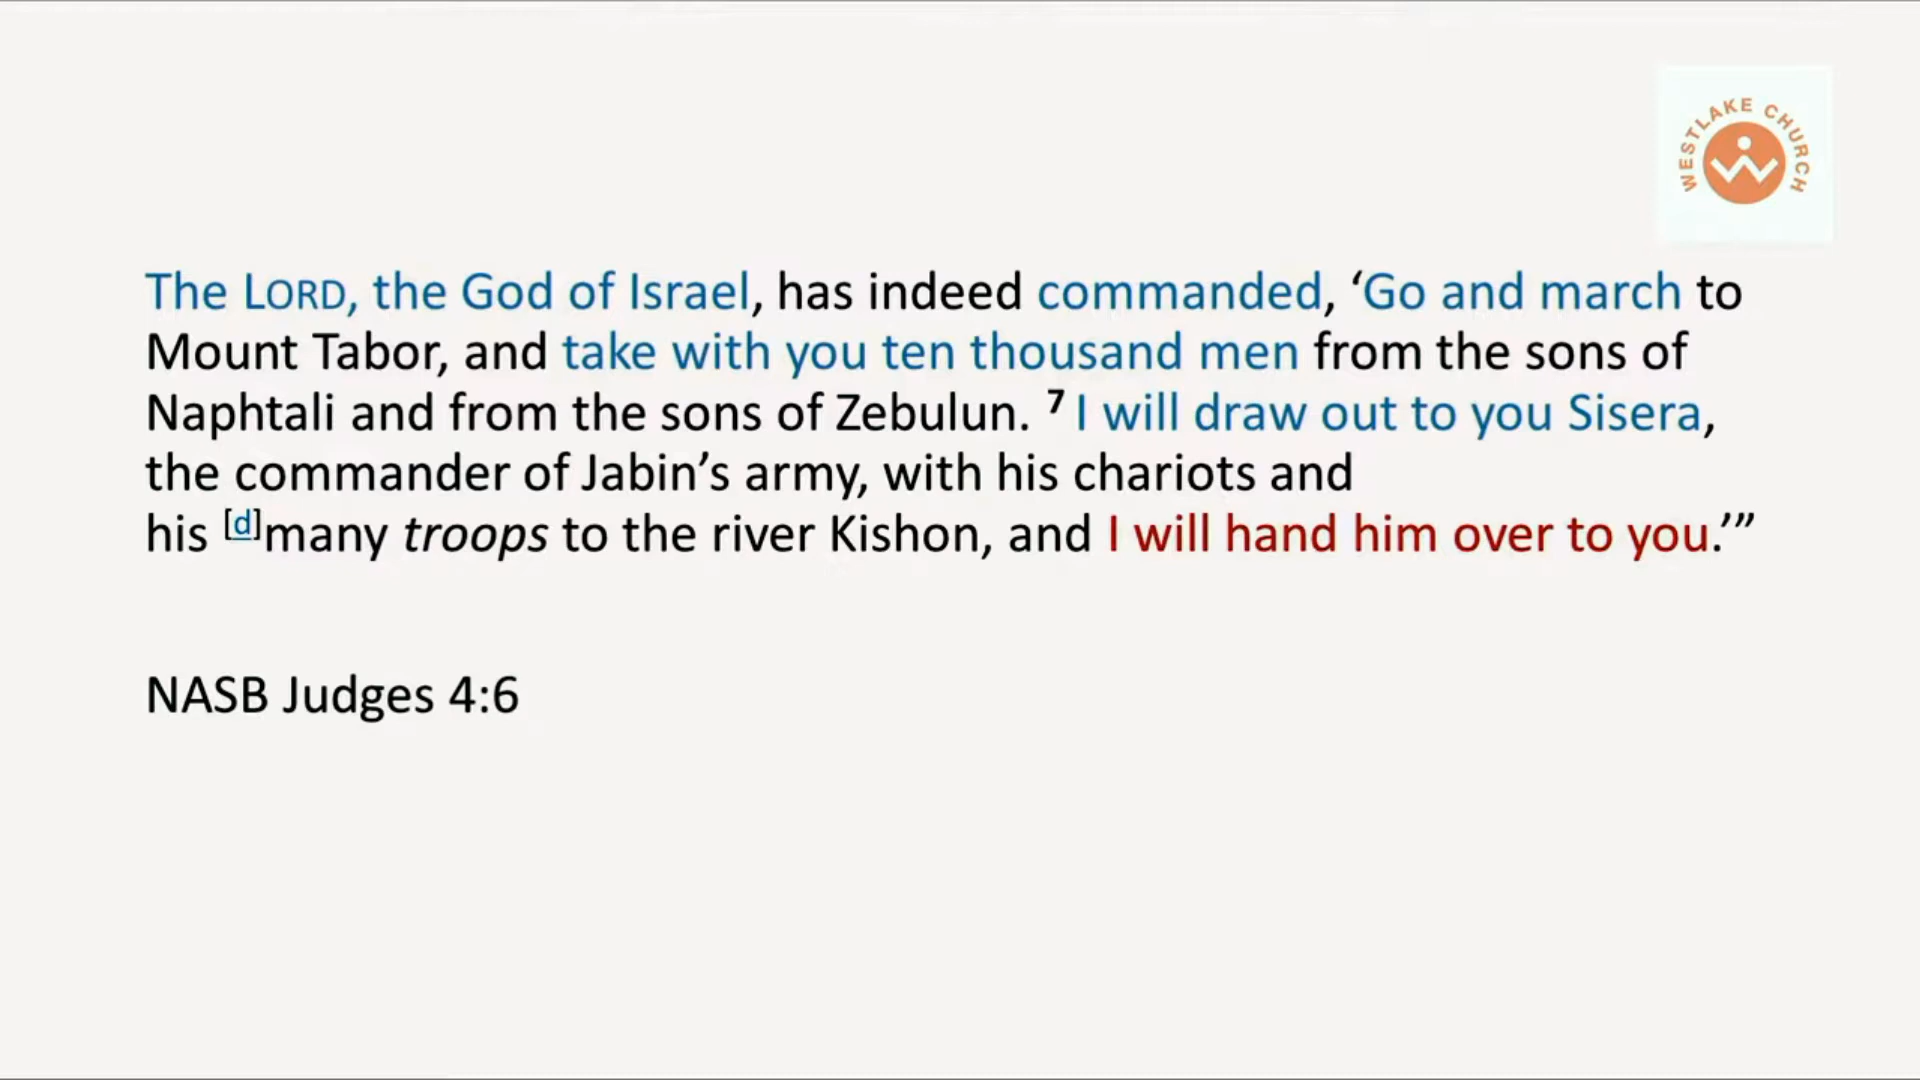 WESTLAKE CHURCH
The LORD, the God of Israel, has indeed commanded, ‘Go and march to
Mount Tabor, and take with you ten thousand men from the sons of
Naphtali and from the sons of Zebulun. ⁷ I will draw out to you Sisera,
the commander of Jabin’s army, with his chariots and
his [d]many troops to the river Kishon, and I will hand him over to you.’”
NASB Judges 4:6